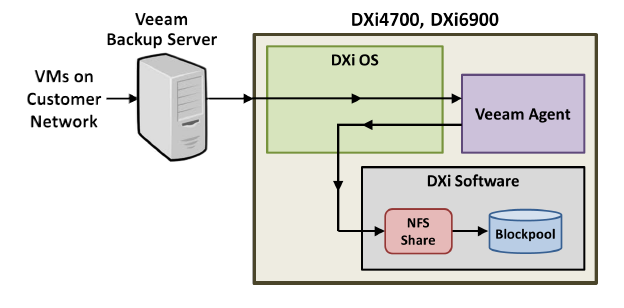 Veeam
Backup Server
DXi4700, DXi6900
VMs on
Customer
Network
DXi OS
Veeam Agent
DXi Software
NFS
Share
Blockpool